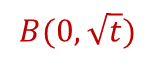 B(0, √t)